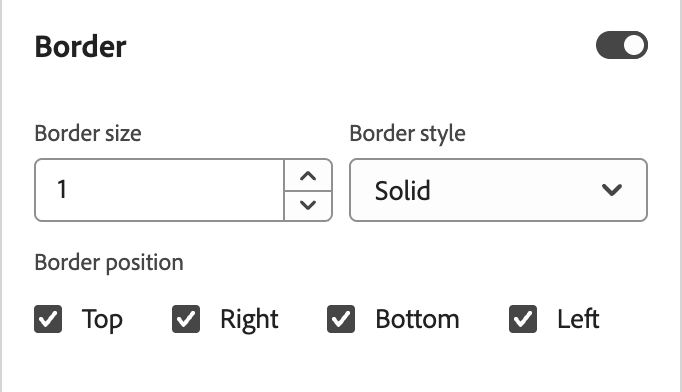 Border
Border size Border style
1 Solid
Border position
Top Right Bottom Left